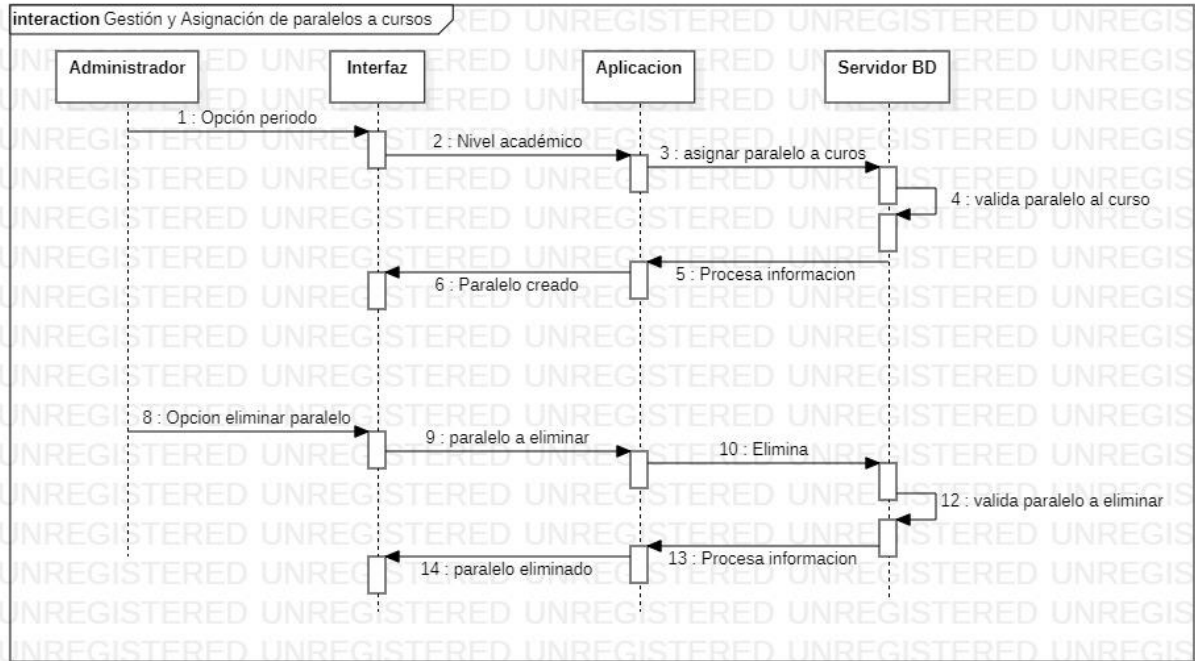 interaction Gestión y Asignación de paralelos a cursos
Administrador
Interfaz
Aplicacion
Servidor BD
1 : Opción periodo
2 : Nivel académico
3 : asignar paralelo a curos
4 : valida paralelo al curso
5 : Procesa informacion
6 : Paralelo creado
8 : Opcion eliminar paralelo
9 : paralelo a eliminar
10 : Elimina
12 : valida paralelo a eliminar
13 : Procesa informacion
14 : paralelo eliminado
UNREGISTERED